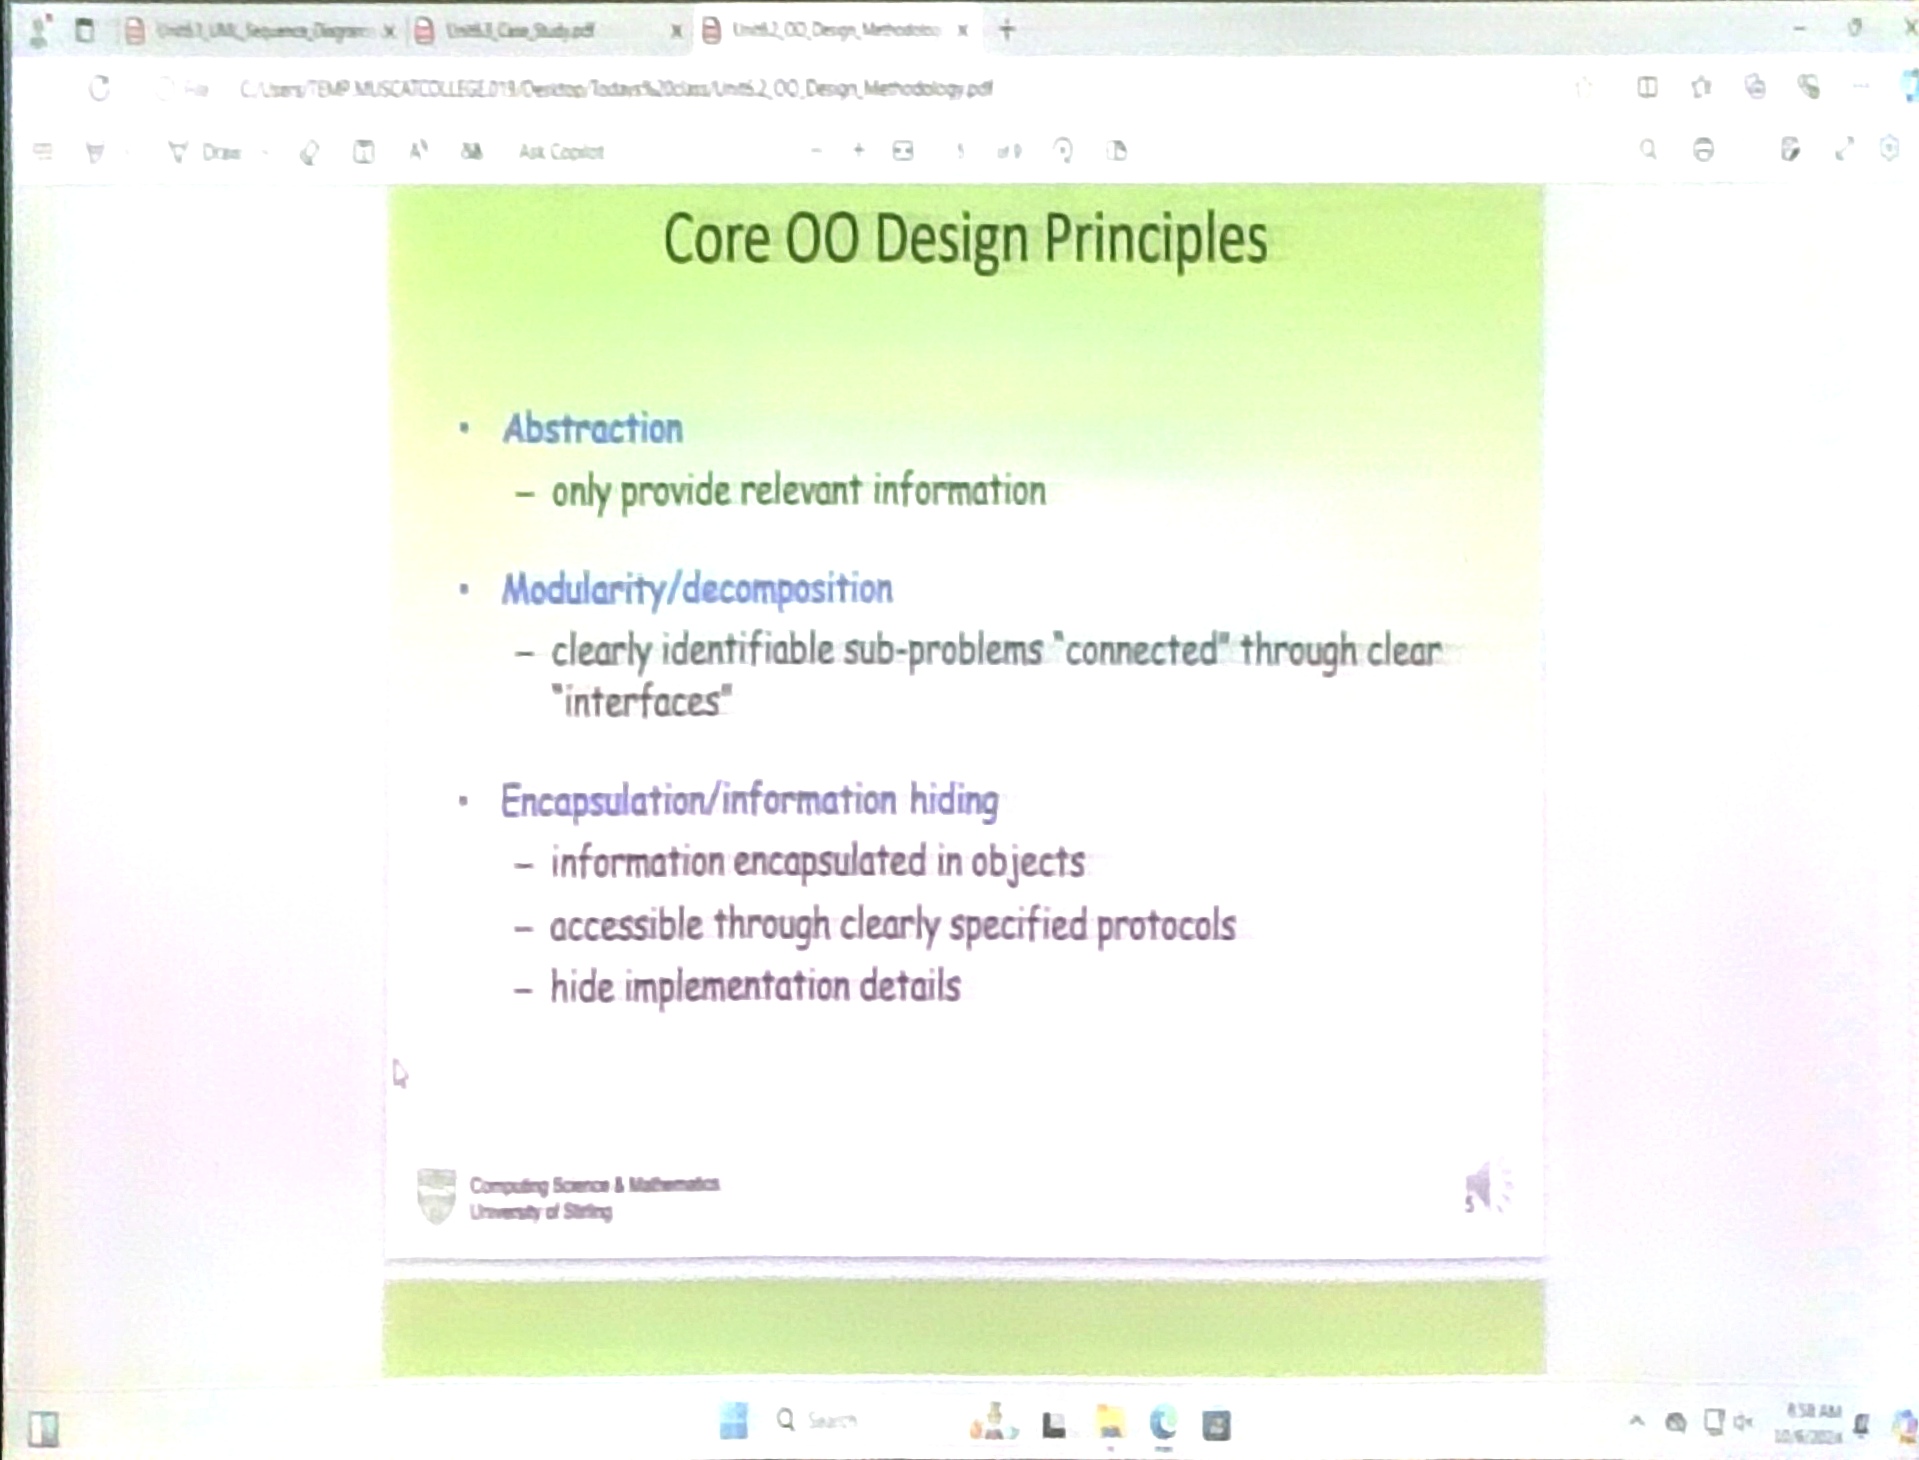 Unit6.3_Case_Study.pdf
Unit6.2_OO_Design_Methodolo
File C:/Users/TEMP.MUSCATCOLLEGE.019/Desktop/Todays%20class/Unit6.2_OO_Design_Methodology.pdf
Draw Ask Copilot 5 of 9
Core OO Design Principles
• Abstraction
– only provide relevant information
• Modularity/decomposition
– clearly identifiable sub-problems "connected" through clear
"interfaces"
• Encapsulation/information hiding
– information encapsulated in objects
– accessible through clearly specified protocols
– hide implementation details
Computing Science & Mathematics
University of Stirling
5
Search
8:58 AM
10/6/2024